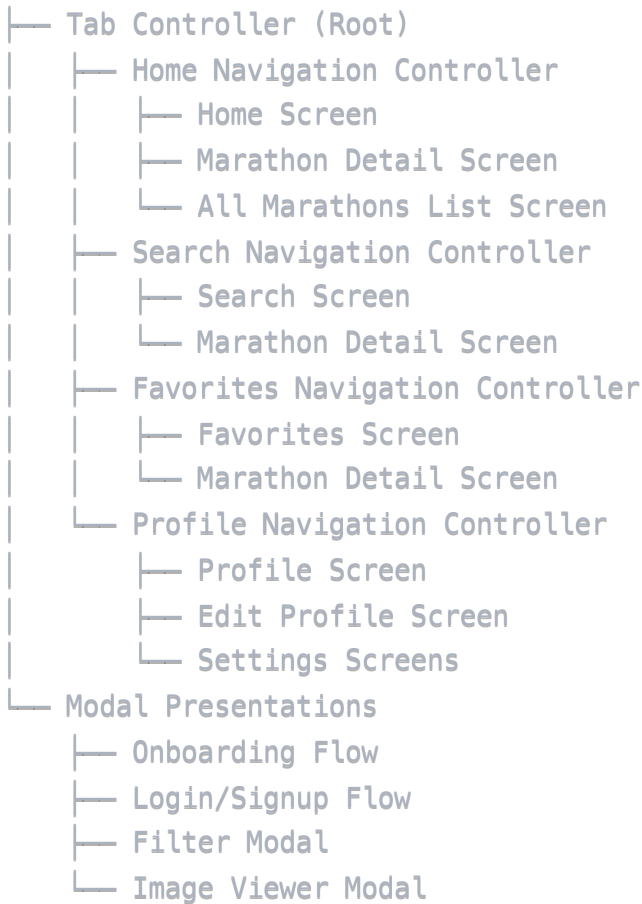 ├── Tab Controller (Root)
│   ├── Home Navigation Controller
│   │   ├── Home Screen
│   │   ├── Marathon Detail Screen
│   │   └── All Marathons List Screen
│   ├── Search Navigation Controller
│   │   ├── Search Screen
│   │   └── Marathon Detail Screen
│   ├── Favorites Navigation Controller
│   │   ├── Favorites Screen
│   │   └── Marathon Detail Screen
│   └── Profile Navigation Controller
│       ├── Profile Screen
│       ├── Edit Profile Screen
│       └── Settings Screens
└── Modal Presentations
    ├── Onboarding Flow
    ├── Login/Signup Flow
    ├── Filter Modal
    └── Image Viewer Modal